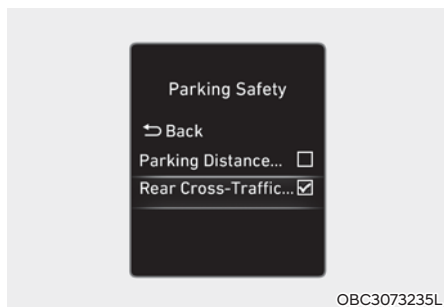 Parking Safety
Back
Parking Distance...
Rear Cross-Traffic...
OBC3073235L